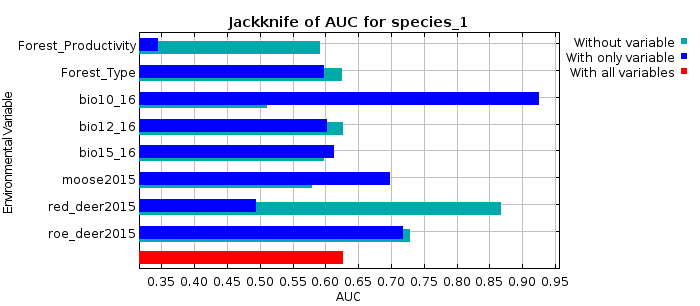 Jackknife of AUC for species_1
Without variable
With only variable
With all variables
Environmental Variable
Forest_Productivity
Forest_Type
bio10_16
bio12_16
bio15_16
moose2015
red_deer2015
roe_deer2015
0.35 0.40 0.45 0.50 0.55 0.60 0.65 0.70 0.75 0.80 0.85 0.90 0.95
AUC